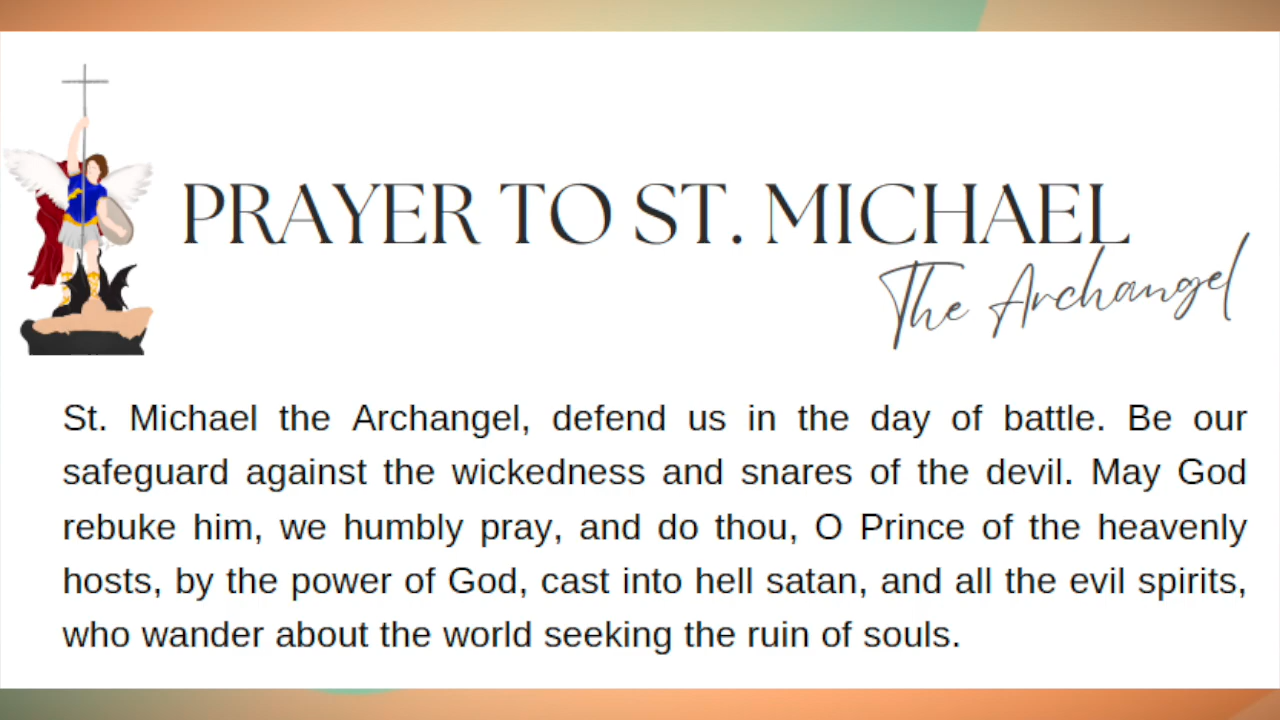 PRAYER TO ST. MICHAEL
The Archangel
St. Michael the Archangel, defend us in the day of battle. Be our
safeguard against the wickedness and snares of the devil. May God
rebuke him, we humbly pray, and do thou, O Prince of the heavenly
hosts, by the power of God, cast into hell satan, and all the evil spirits,
who wander about the world seeking the ruin of souls.